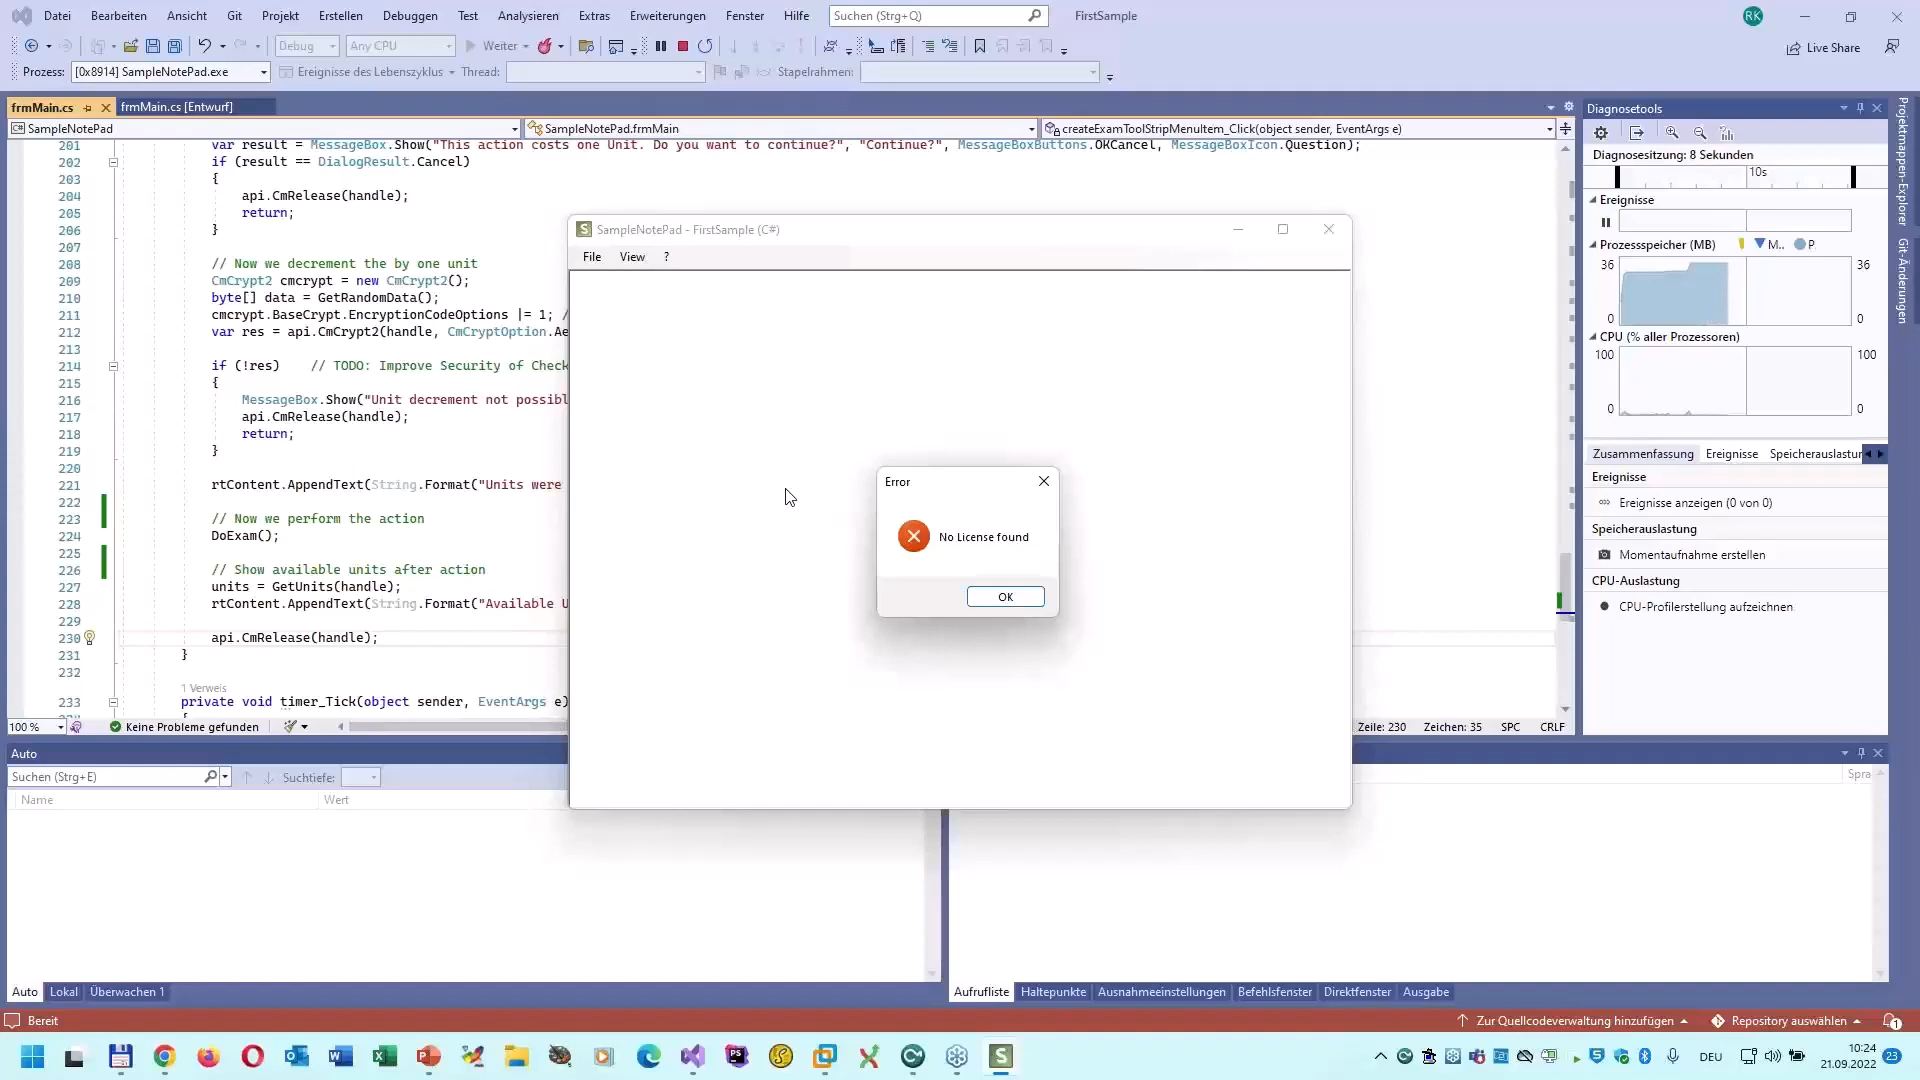 Datei Bearbeiten Ansicht Git Projekt Erstellen Debuggen Test Analysieren Extras Erweiterungen Fenster Hilfe Suchen (Strg+Q) FirstSample RK
Debug Any CPU Weiter Live Share
Prozess: [0x8914] SampleNotePad.exe Ereignisse des Lebenszyklus Thread: Stapelrahmen:
frmMain.cs frmMain.cs [Entwurf]
SampleNotePad SampleNotePad.frmMain createExamToolStripMenuItem_Click(object sender, EventArgs e)
201 var result = MessageBox.Show("This action costs one Unit. Do you want to continue?", "Continue?", MessageBoxButtons.OKCancel, MessageBoxIcon.Question);
202 if (result == DialogResult.Cancel)
203 {
204 api.CmRelease(handle);
205 return;
206 }
207
208 // Now we decrement the by one unit
209 CmCrypt2 cmcrypt = new CmCrypt2();
210 byte[] data = GetRandomData();
211 cmcrypt.BaseCrypt.EncryptionCodeOptions |= 1; /
212 var res = api.CmCrypt2(handle, CmCryptOption.Ae
213
214 if (!res) // TODO: Improve Security of Check
215 {
216 MessageBox.Show("Unit decrement not possibl
217 api.CmRelease(handle);
218 return;
219 }
220
221 rtContent.AppendText(String.Format("Units were
222
223 // Now we perform the action
224 DoExam();
225
226 // Show available units after action
227 units = GetUnits(handle);
228 rtContent.AppendText(String.Format("Available U
229
230 api.CmRelease(handle);
231 }
232
1 Verweis
233 private void timer_Tick(object sender, EventArgs e)
{
100 % Keine Probleme gefunden Zeile: 230 Zeichen: 35 SPC CRLF
SampleNotePad - FirstSample (C#)
File View ?
Error
No License found
OK
Diagnosetools
Diagnosesitzung: 8 Sekunden
10s
Ereignisse
Prozessspeicher (MB) M.. P
36 36
0 0
CPU (% aller Prozessoren)
100 100
0 0
Zusammenfassung Ereignisse Speicherauslastur
Ereignisse
Ereignisse anzeigen (0 von 0)
Speicherauslastung
Momentaufnahme erstellen
CPU-Auslastung
CPU-Profilerstellung aufzeichnen
Projektmappen-Explorer
Git-Änderungen
Auto
Suchen (Strg+E) Suchtiefe:
Name Wert
Spra
Auto Lokal Überwachen 1
Aufrufliste Haltepunkte Ausnahmeeinstellungen Befehlsfenster Direktfenster Ausgabe
Bereit Zur Quellcodeverwaltung hinzufügen Repository auswählen 1
DEU 10:24
21.09.2022 23